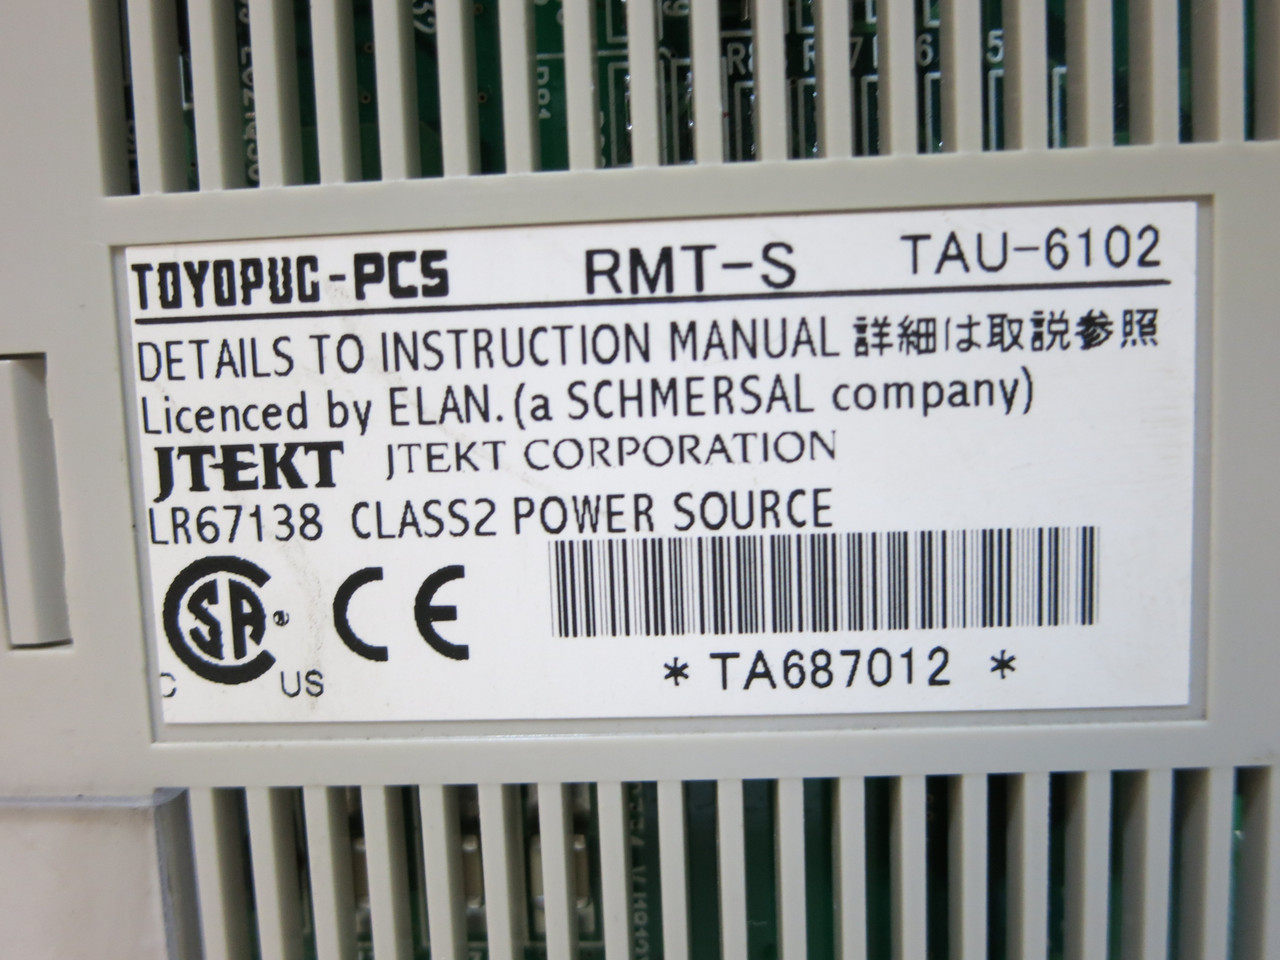 TOYOPUC-PCS RMT-S TAU-6102
DETAILS TO INSTRUCTION MANUAL 詳細は取説参照
Licenced by ELAN. (a SCHMERSAL company)
JTEKT JTEKT CORPORATION
LR67138 CLASS2 POWER SOURCE
SA ®
C US
CE
* TA687012 *